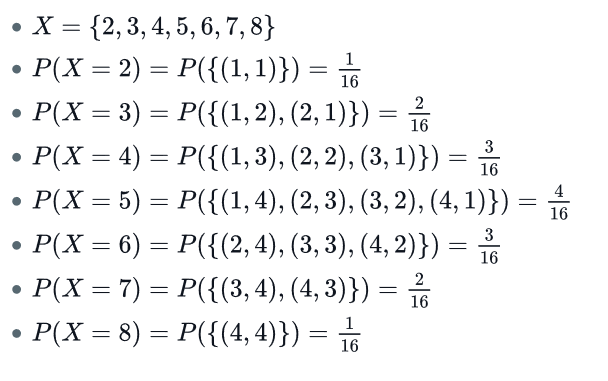 • X = {2, 3, 4, 5, 6, 7, 8}
• P(X = 2) = P({(1, 1)}) = 1/16
• P(X = 3) = P({(1, 2), (2, 1)}) = 2/16
• P(X = 4) = P({(1, 3), (2, 2), (3, 1)}) = 3/16
• P(X = 5) = P({(1, 4), (2, 3), (3, 2), (4, 1)}) = 4/16
• P(X = 6) = P({(2, 4), (3, 3), (4, 2)}) = 3/16
• P(X = 7) = P({(3, 4), (4, 3)}) = 2/16
• P(X = 8) = P({(4, 4)}) = 1/16